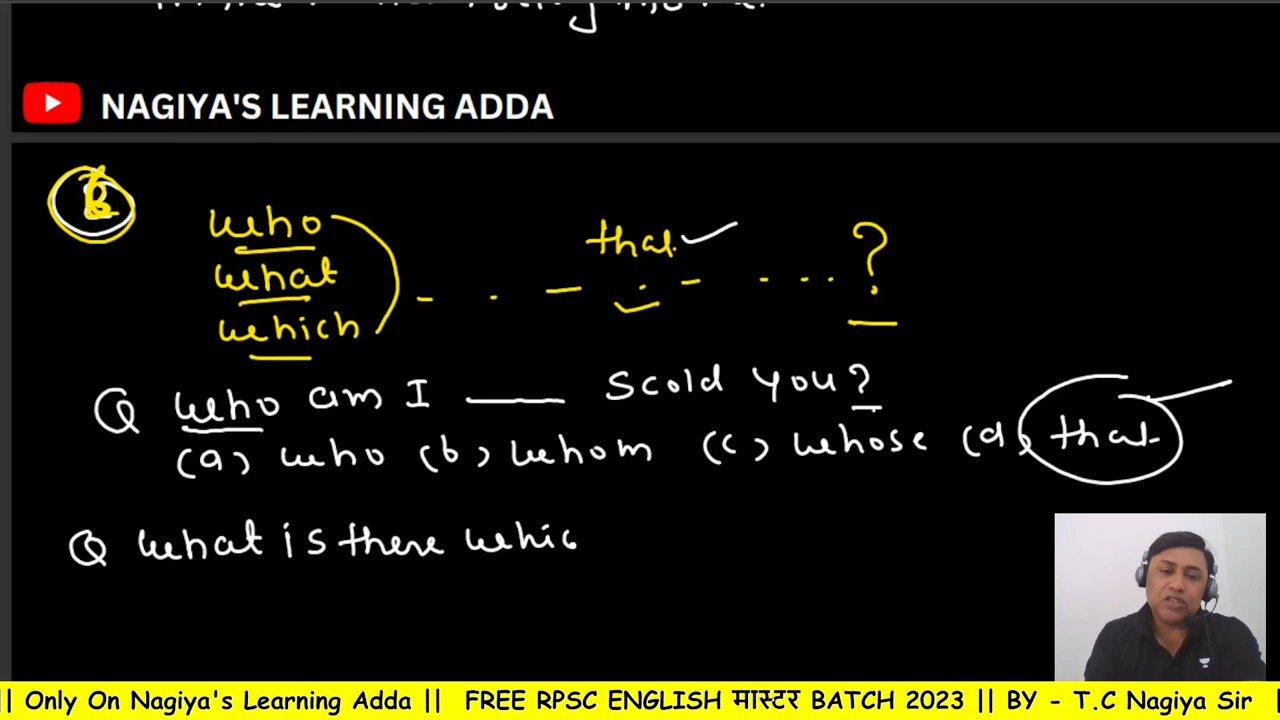 NAGIYA'S LEARNING ADDA
who
what
which
that
?
Q who am I ____ scold you?
(a) who (b) whom (c) whose (d) that
Q what is there whic
|| Only On Nagiya's Learning Adda || FREE RPSC ENGLISH मास्टर BATCH 2023 || BY - T.C Nagiya Sir ||